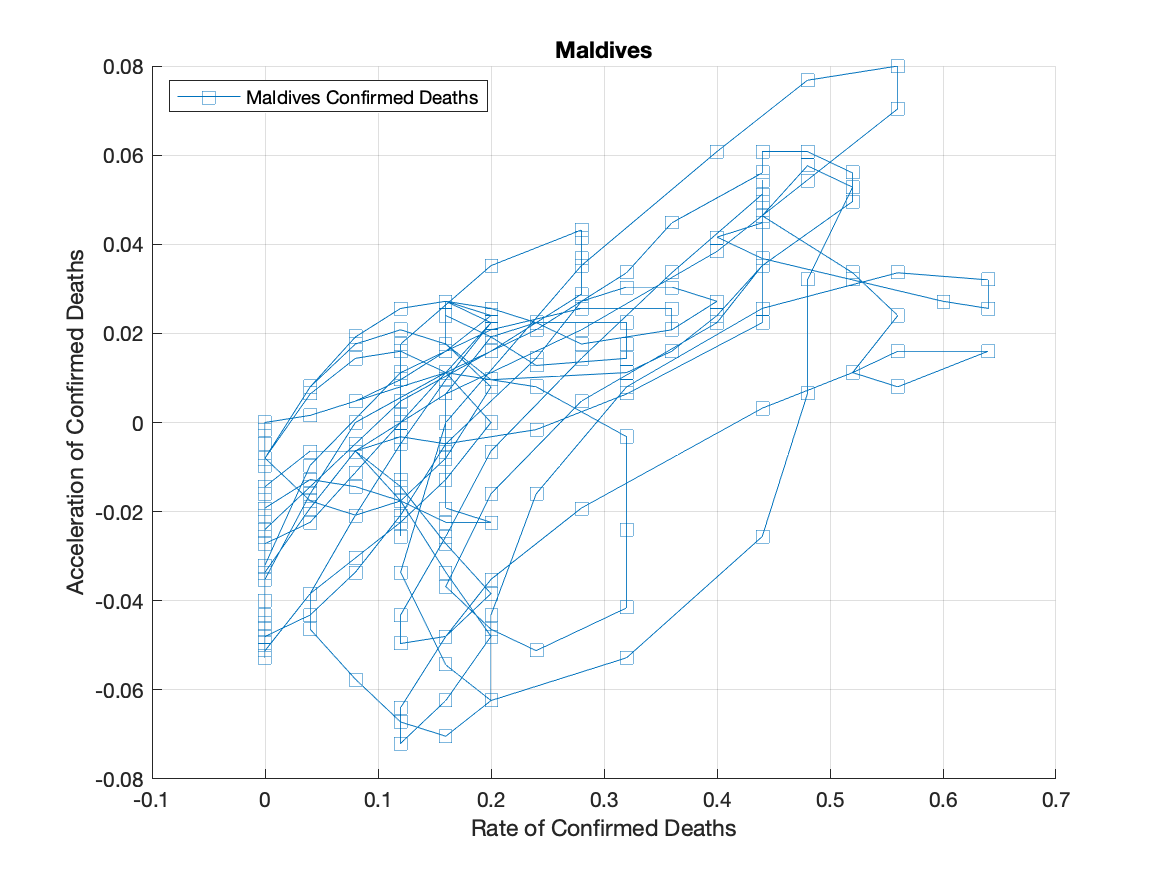 Maldives
Maldives Confirmed Deaths
0.08
0.06
0.04
0.02
0
-0.02
-0.04
-0.06
-0.08
Acceleration of Confirmed Deaths
-0.1 0 0.1 0.2 0.3 0.4 0.5 0.6 0.7
Rate of Confirmed Deaths